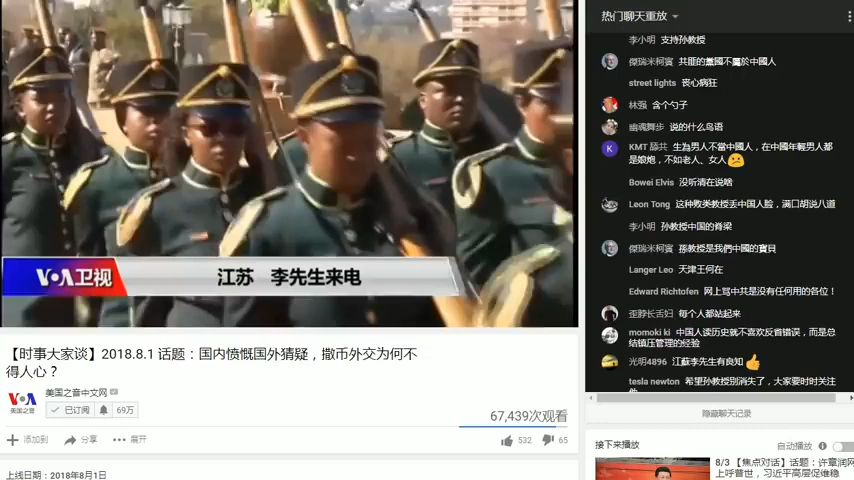 VOA卫视
江苏 李先生来电
【时事大家谈】2018.8.1 话题：国内愤慨国外猜疑，撒币外交为何不
得人心？
VOA
美国之音
美国之音中文网
已订阅
69万
67,439次观看
添加到
分享
展开
532
65
上线日期：2018年8月1日
热门聊天重放
李小明 支持孙教授
傑瑞米柯賓 共匪的黨國不屬於中國人
street lights 丧心病狂
林强 含个勺子
幽魂舞步 说的什么鸟语
K
KMT 舔共 生為男人不當中國人，在中國年輕男人都
是娘炮，不如老人、女人
Bowei Elvis 没听清在说啥
Leon Tong 这种败类教授丢中国人脸，满口胡说八道
李小明 孙教授中国的脊梁
傑瑞米柯賓 孫教授是我們中國的寶貝
Langer Leo 天津王何在
Edward Richtofen 网上骂中共是没有任何用的各位！
歪脖长舌妇 每个人都站起来
momoki ki 中国人读历史就不喜欢反省错误，而是总
结镇压管理的经验
光明4896 江蘇李先生有良知
tesla newton 希望孙教授别消失了，大家要时时关注
他
隐藏聊天记录
接下来播放
自动播放
8/3 【焦点对话】话题：许章润网
上呼普世，习近平高层促维稳